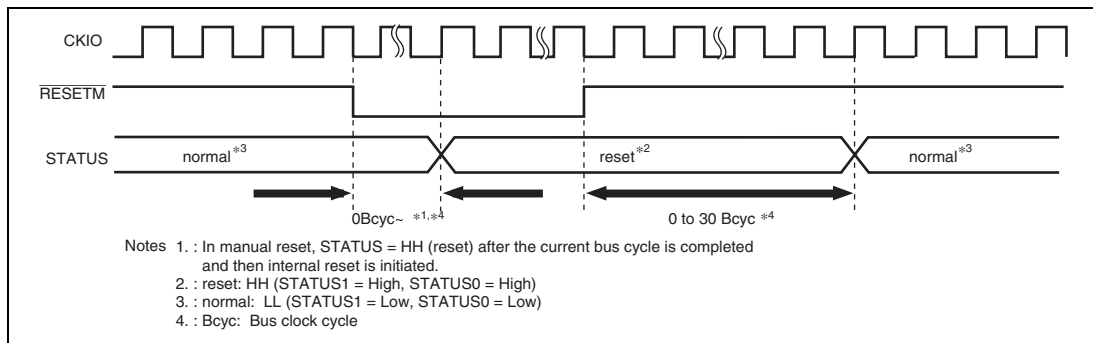 CKIO
RESETM
STATUS normal*3 reset*2 normal*3
0Bcyc~ *1,*4 0 to 30 Bcyc *4
Notes 1. : In manual reset, STATUS = HH (reset) after the current bus cycle is completed
and then internal reset is initiated.
2. : reset: HH (STATUS1 = High, STATUS0 = High)
3. : normal: LL (STATUS1 = Low, STATUS0 = Low)
4. : Bcyc: Bus clock cycle